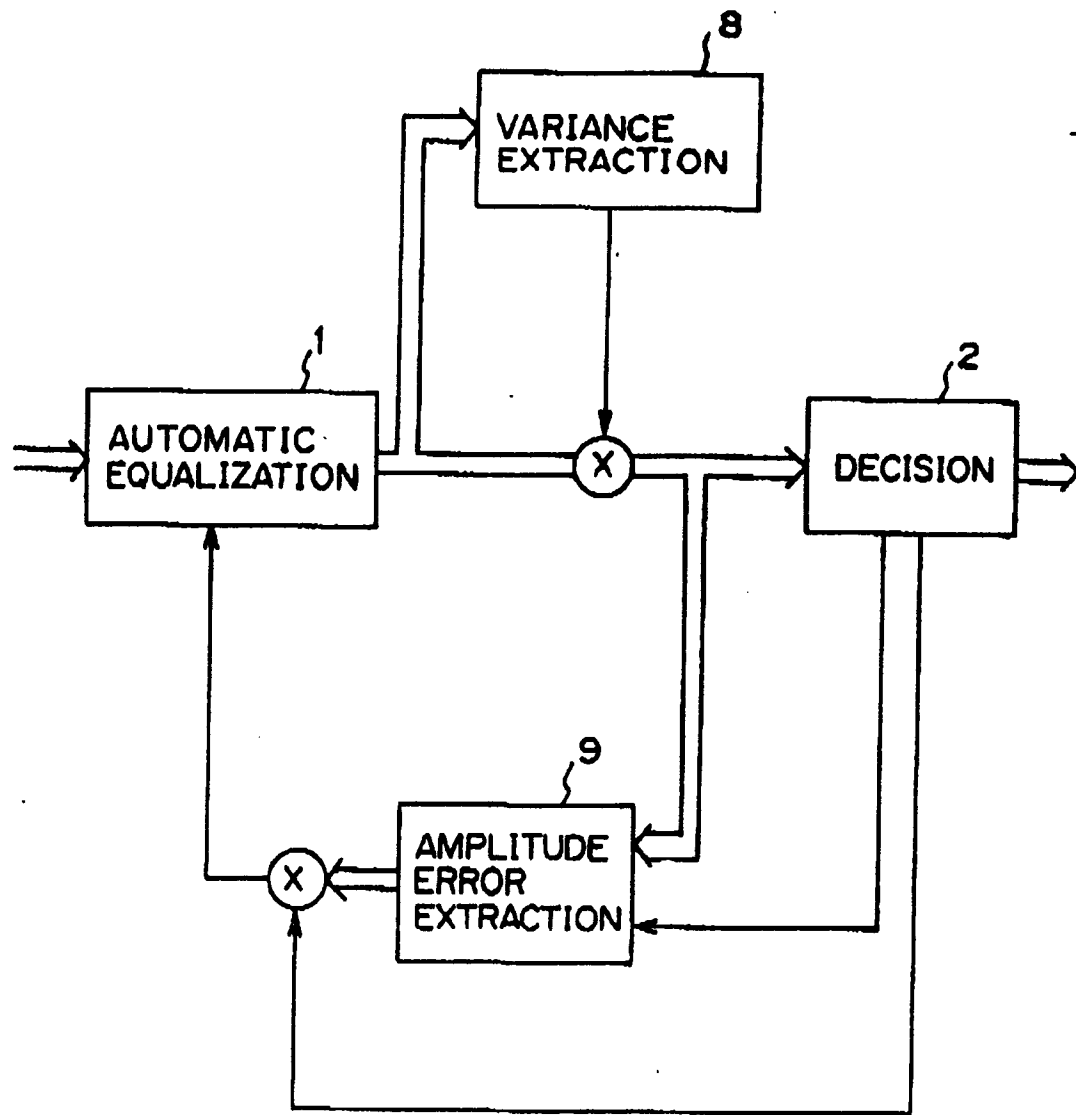 8
VARIANCE
EXTRACTION
1
AUTOMATIC
EQUALIZATION
2
DECISION
X
9
AMPLITUDE
ERROR
EXTRACTION
X